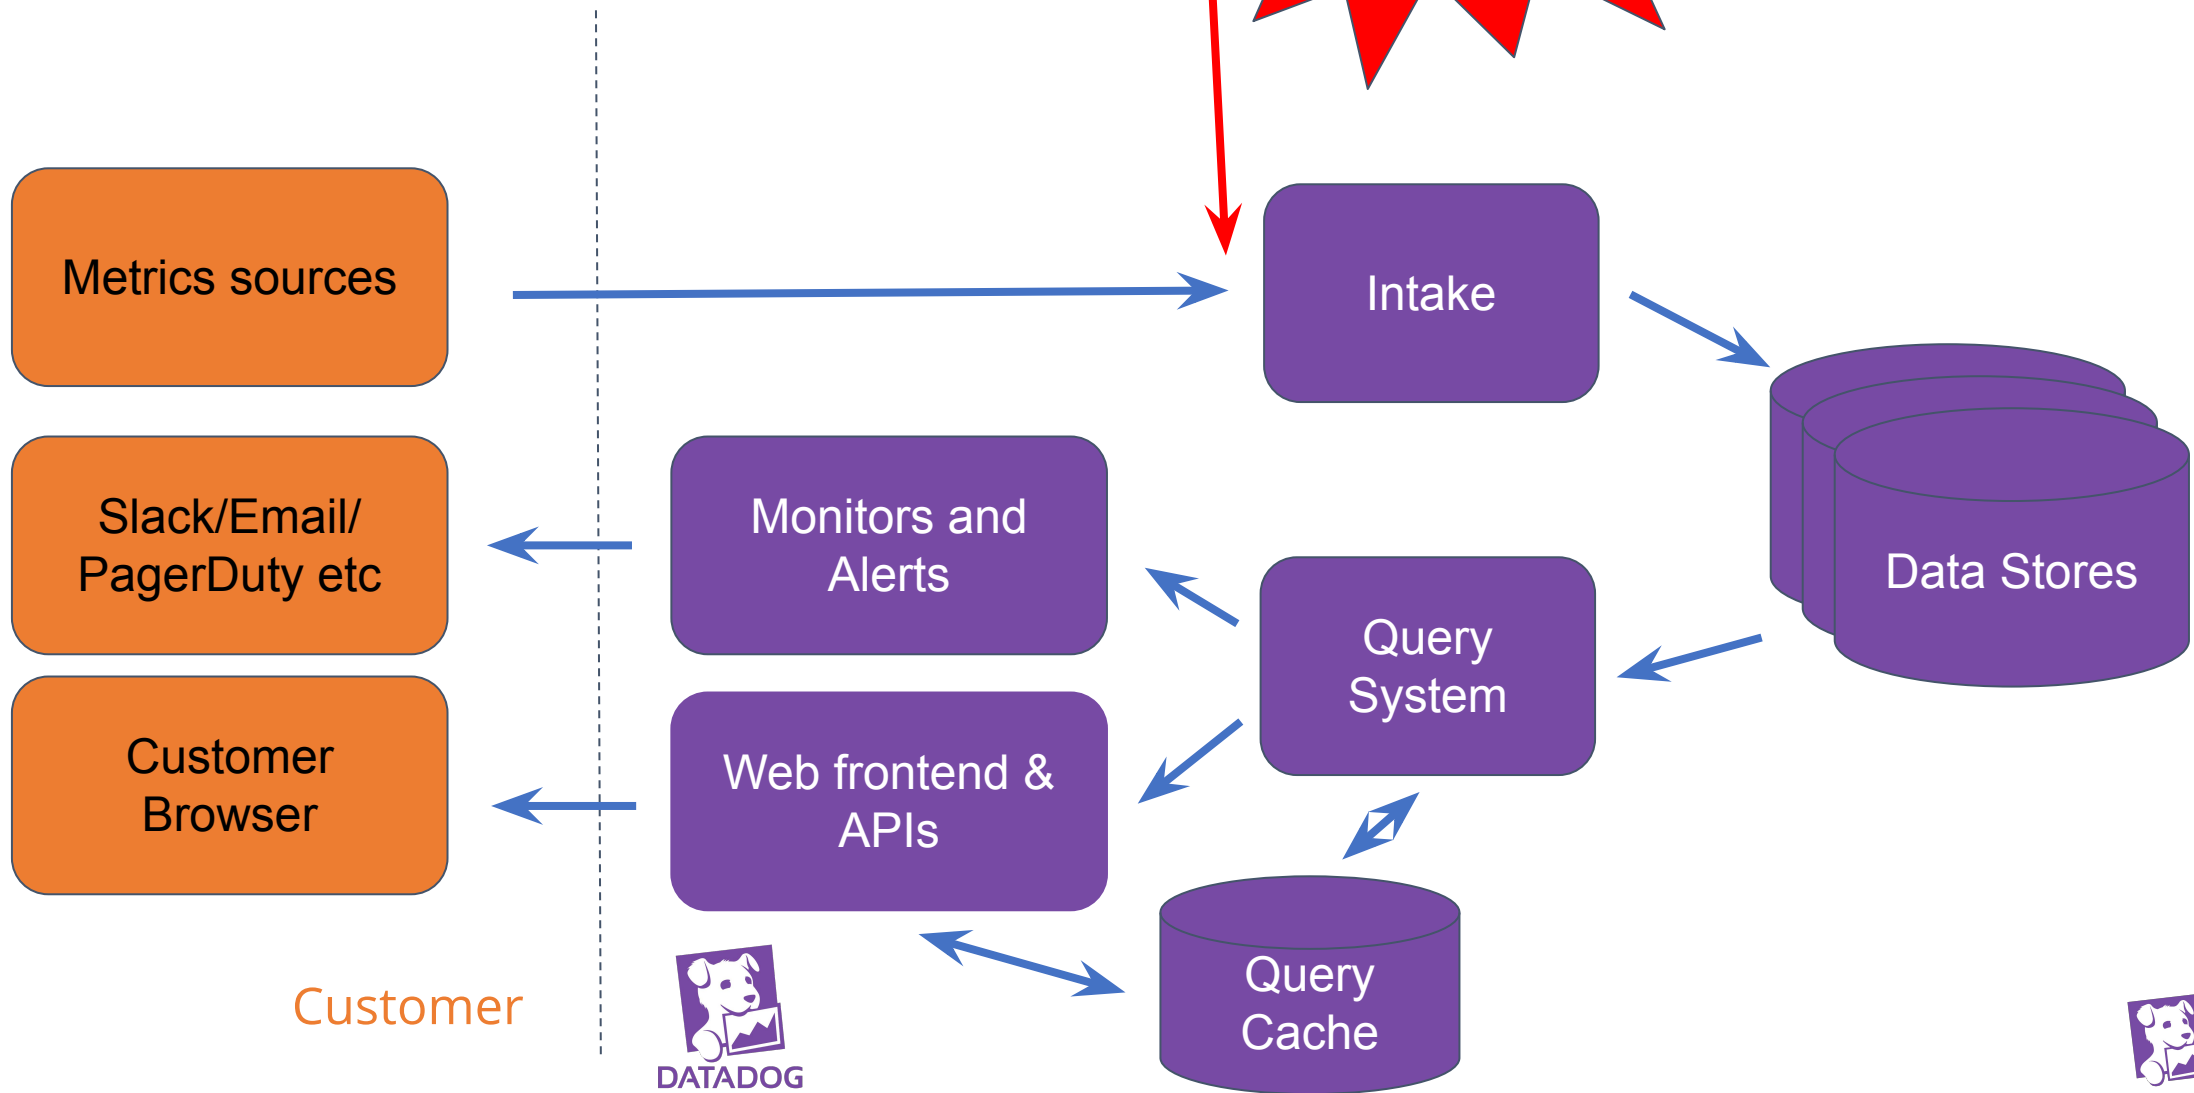 Metrics sources
Intake
Slack/Email/
PagerDuty etc
Monitors and
Alerts
Query
System
Data Stores
Customer
Browser
Web frontend &
APIs
Query
Cache
Customer
DATADOG